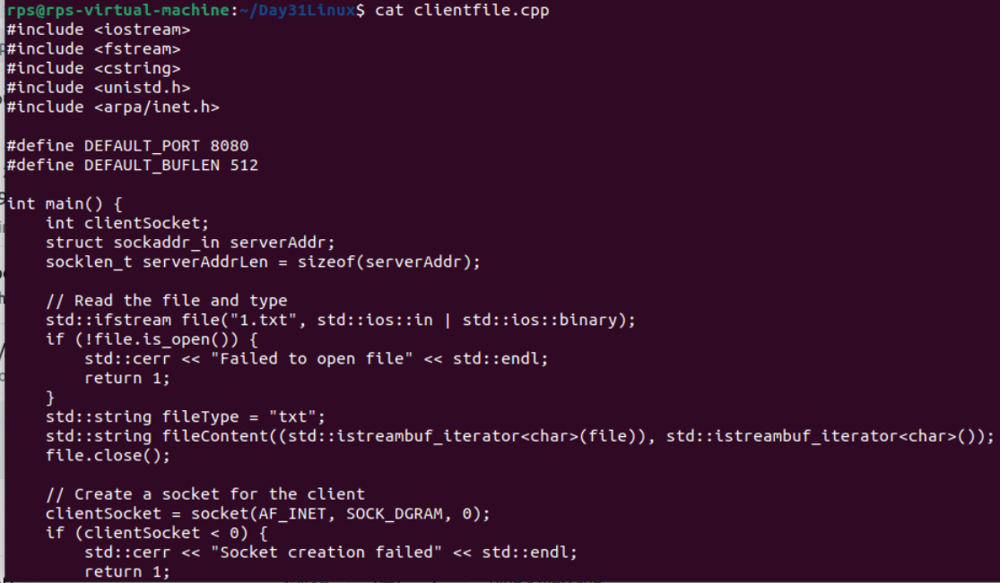 rps@rps-virtual-machine:~/Day31Linux$ cat clientfile.cpp
#include <iostream>
#include <fstream>
#include <cstring>
#include <unistd.h>
#include <arpa/inet.h>

#define DEFAULT_PORT 8080
#define DEFAULT_BUFLEN 512

int main() {
    int clientSocket;
    struct sockaddr_in serverAddr;
    socklen_t serverAddrLen = sizeof(serverAddr);

    // Read the file and type
    std::ifstream file("1.txt", std::ios::in | std::ios::binary);
    if (!file.is_open()) {
        std::cerr << "Failed to open file" << std::endl;
        return 1;
    }
    std::string fileType = "txt";
    std::string fileContent((std::istreambuf_iterator<char>(file)), std::istreambuf_iterator<char>());
    file.close();

    // Create a socket for the client
    clientSocket = socket(AF_INET, SOCK_DGRAM, 0);
    if (clientSocket < 0) {
        std::cerr << "Socket creation failed" << std::endl;
        return 1;